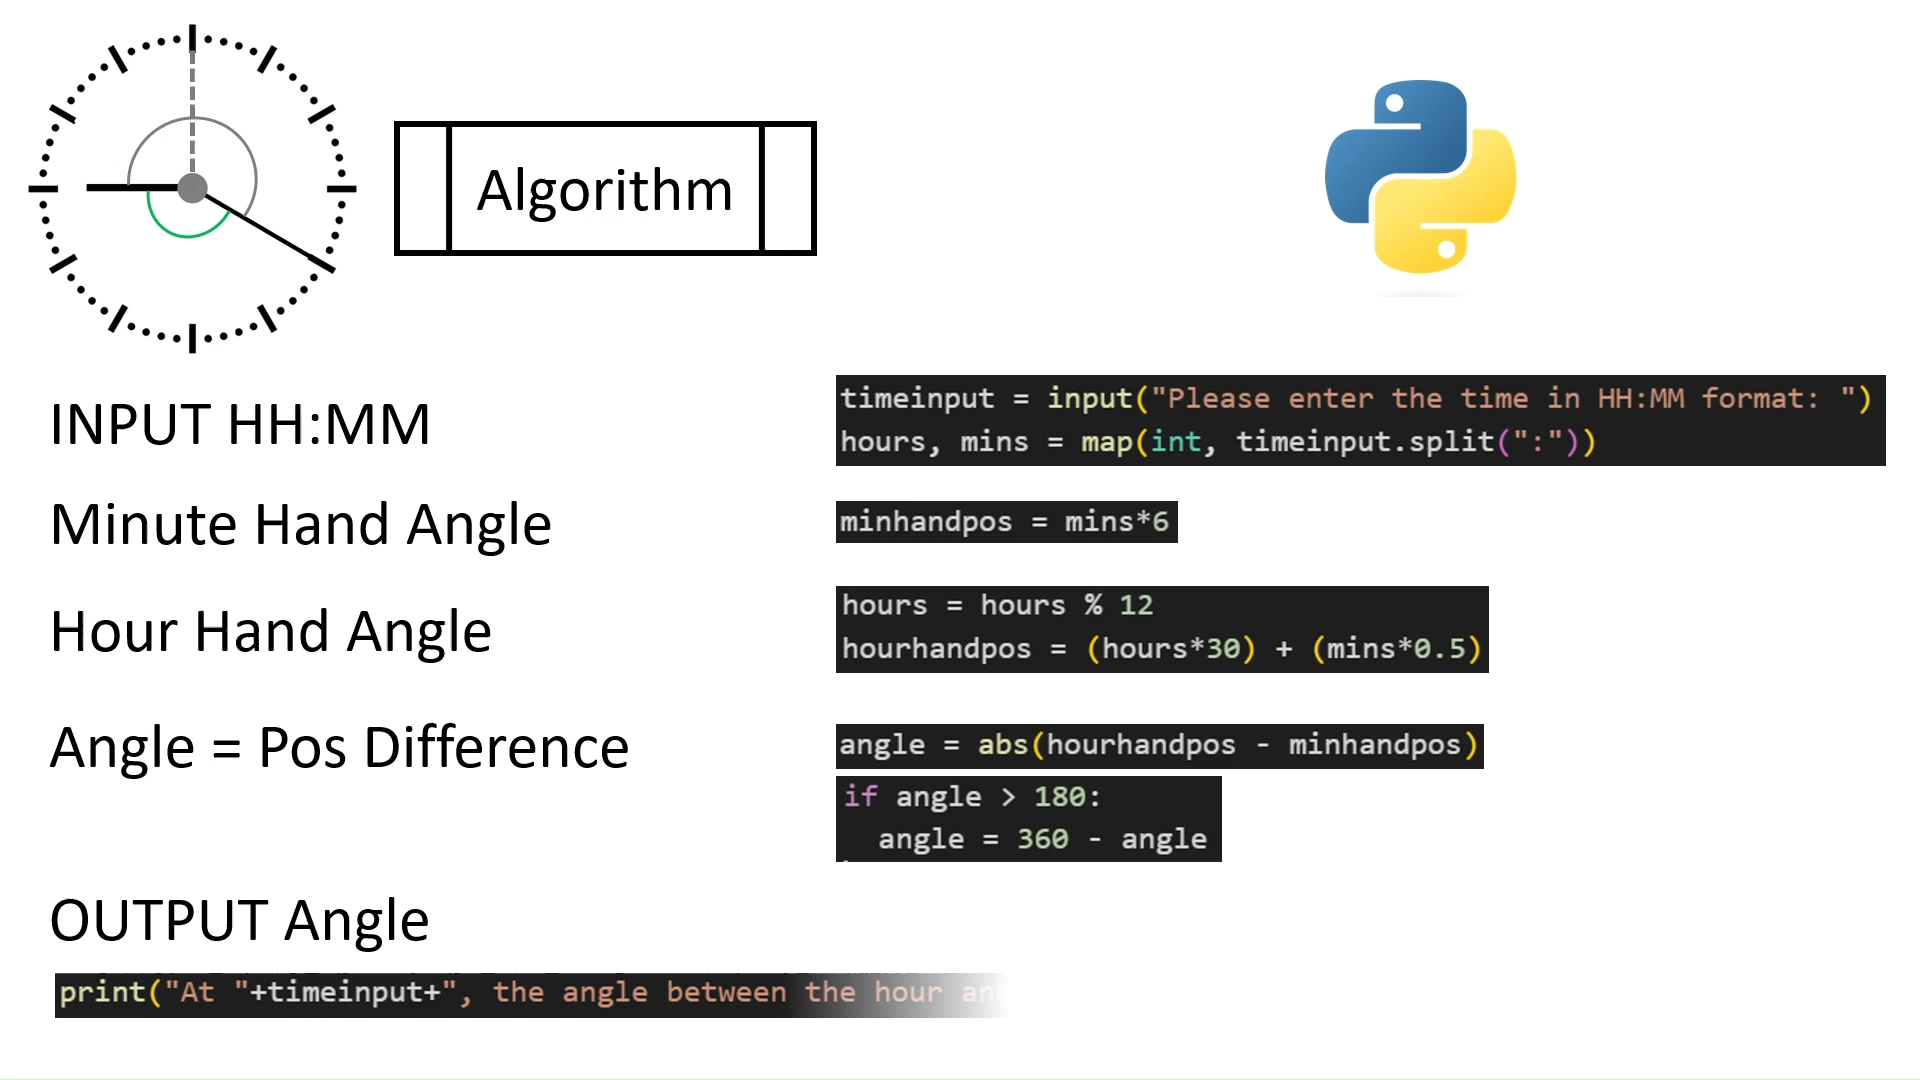 Algorithm
INPUT HH:MM
timeinput = input("Please enter the time in HH:MM format: ")
hours, mins = map(int, timeinput.split(":"))
Minute Hand Angle
minhandpos = mins*6
Hour Hand Angle
hours = hours % 12
hourhandpos = (hours*30) + (mins*0.5)
Angle = Pos Difference
angle = abs(hourhandpos - minhandpos)
if angle > 180:
angle = 360 - angle
OUTPUT Angle
print("At "+timeinput+", the angle between the hour an